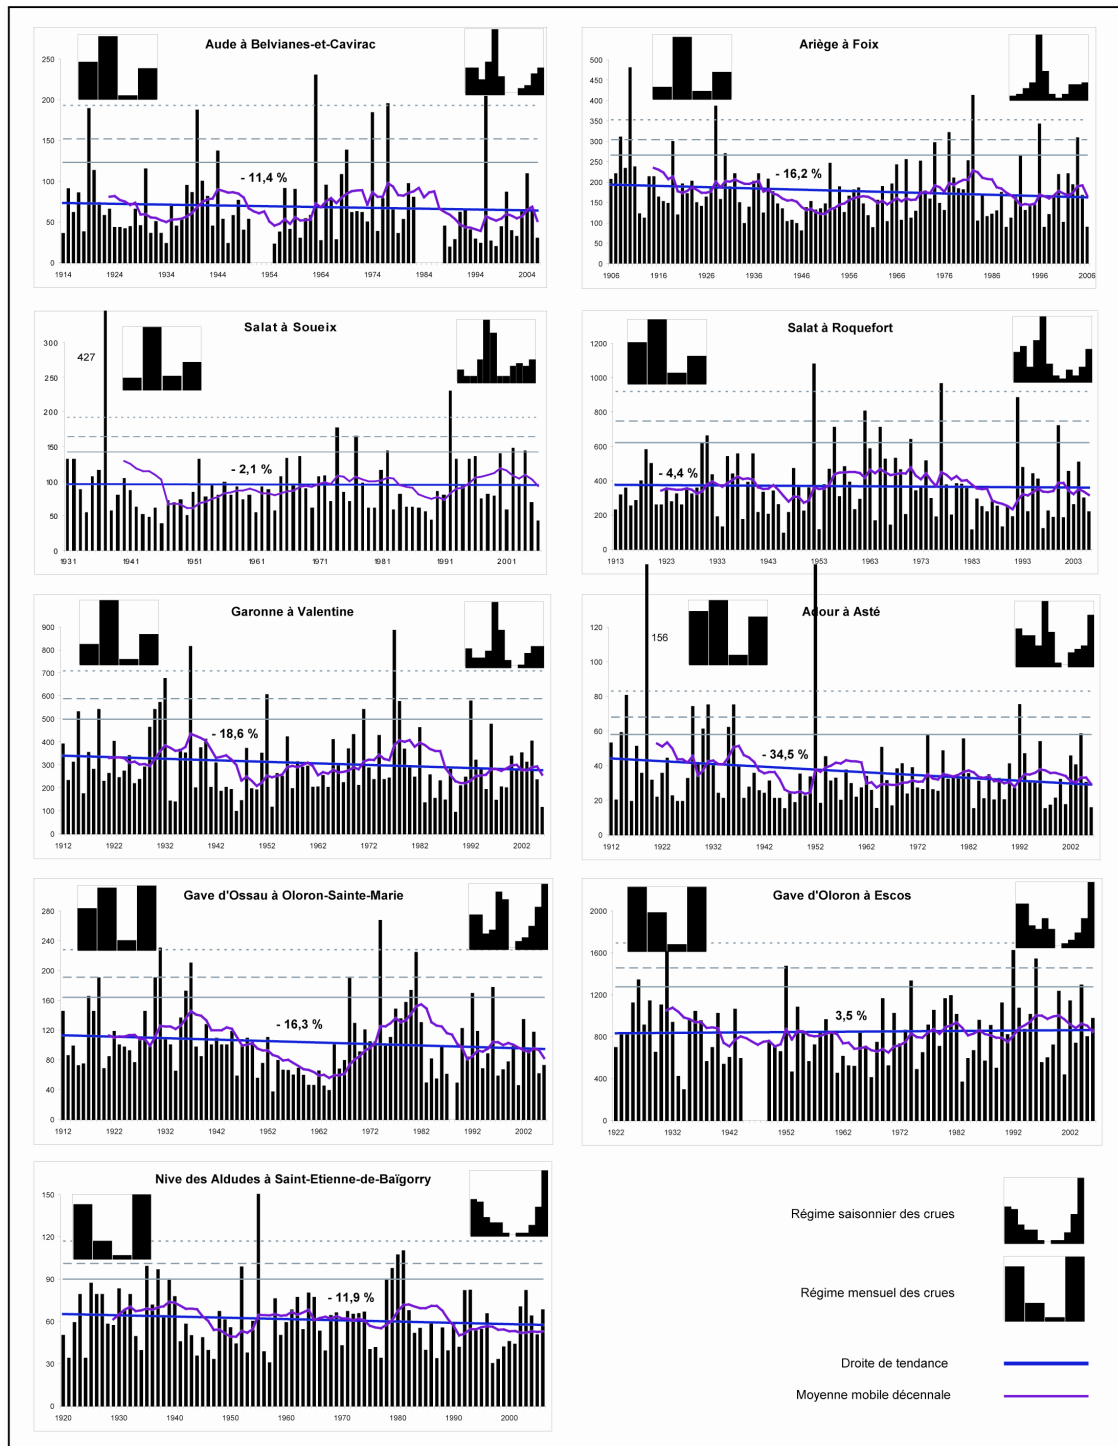 Aude à Belvianes-et-Cavirac
250
200
150
100
50
0
- 11,4 %
1914 1924 1934 1944 1954 1964 1974 1984 1994 2004
Ariège à Foix
500
450
400
350
300
250
200
150
100
50
0
- 16,2 %
1906 1916 1926 1936 1946 1956 1966 1976 1986 1996 2006
Salat à Soueix
300
250
200
150
100
50
0
427
- 2,1 %
1931 1941 1951 1961 1971 1981 1991 2001
Salat à Roquefort
1200
1000
800
600
400
200
0
- 4,4 %
1913 1923 1933 1943 1953 1963 1973 1983 1993 2003
Garonne à Valentine
900
800
700
600
500
400
300
200
100
0
- 18,6 %
1912 1922 1932 1942 1952 1962 1972 1982 1992 2002
Adour à Asté
120
100
80
60
40
20
0
156
- 34,5 %
1912 1922 1932 1942 1952 1962 1972 1982 1992 2002
Gave d'Ossau à Oloron-Sainte-Marie
280
240
200
160
120
80
40
0
- 16,3 %
1912 1922 1932 1942 1952 1962 1972 1982 1992 2002
Gave d'Oloron à Escos
2000
1600
1200
800
400
0
3,5 %
1922 1932 1942 1952 1962 1972 1982 1992 2002
Nive des Aldudes à Saint-Etienne-de-Baïgorry
150
120
90
60
30
0
- 11,9 %
1920 1930 1940 1950 1960 1970 1980 1990 2000
Régime saisonnier des crues
Régime mensuel des crues
Droite de tendance
Moyenne mobile décennale